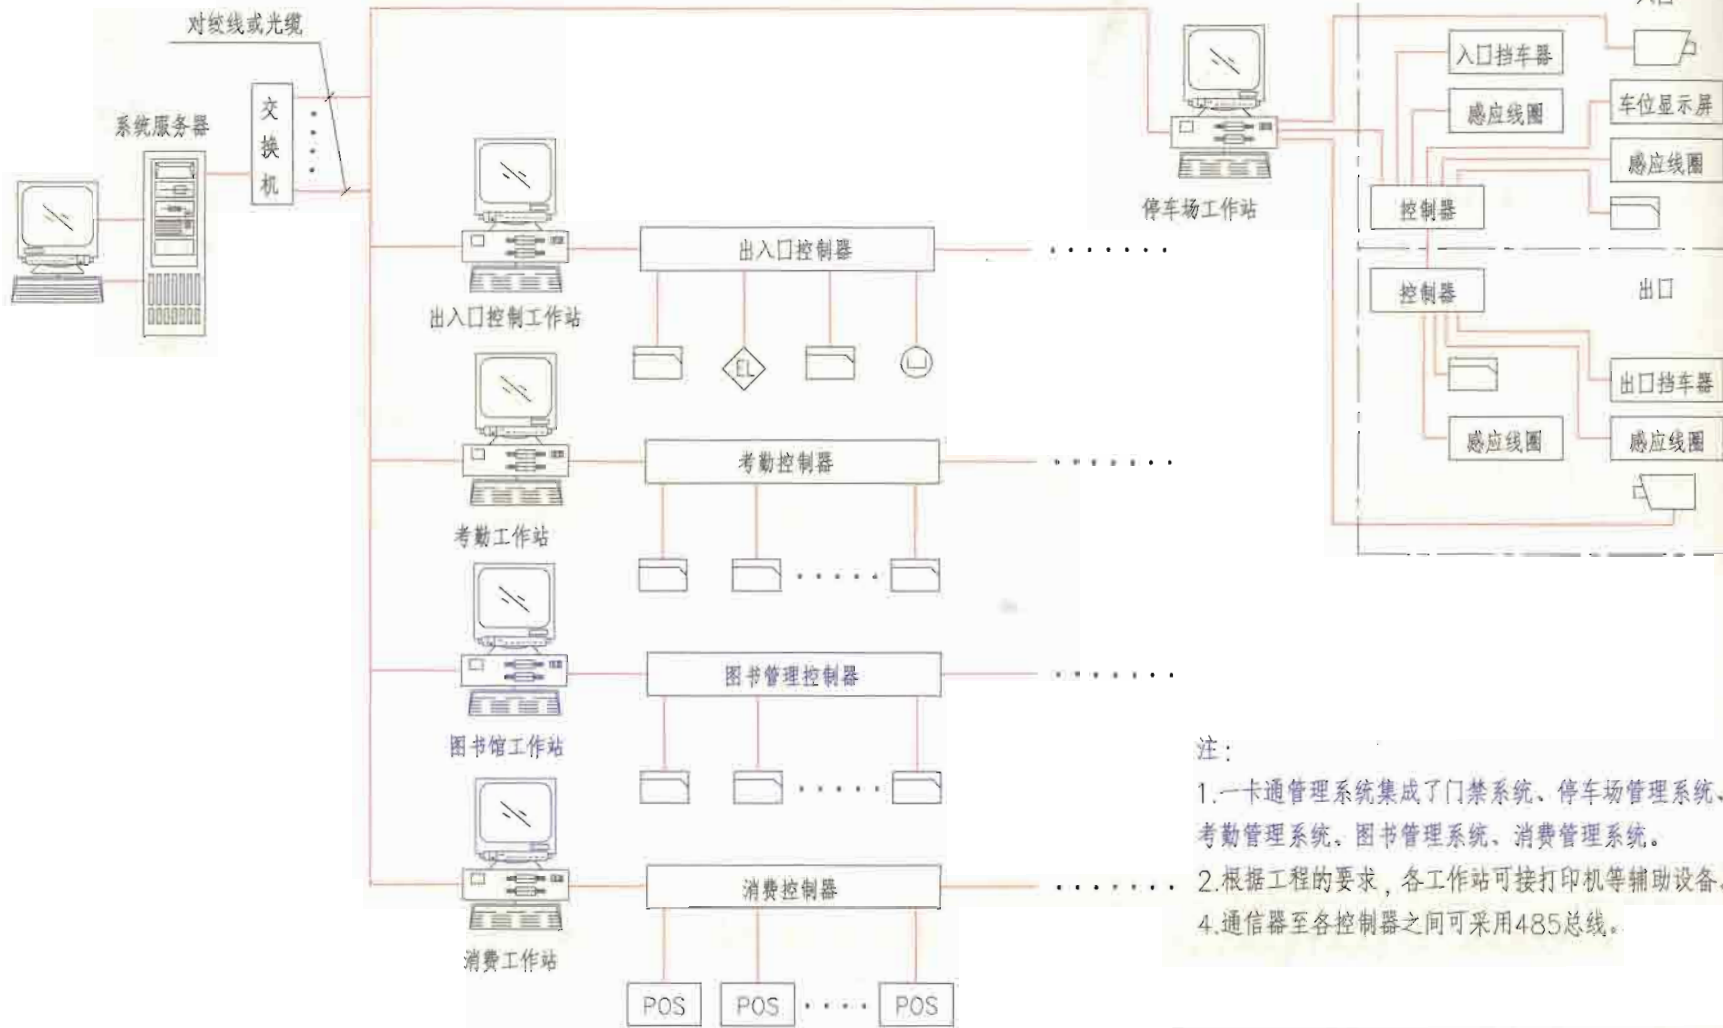 对绞线或光缆
系统服务器
交换机
入口挡车器
感应线圈
车位显示屏
感应线圈
控制器
停车场工作站
出入口控制器
出入口控制工作站
EL
控制器
出口
出口挡车器
感应线圈
感应线圈
考勤控制器
考勤工作站
图书管理控制器
图书馆工作站
消费控制器
消费工作站
POS
POS
POS
注：
1.一卡通管理系统集成了门禁系统、停车场管理系统、
考勤管理系统、图书管理系统、消费管理系统。
2.根据工程的要求，各工作站可接打印机等辅助设备。
4.通信器至各控制器之间可采用485总线。